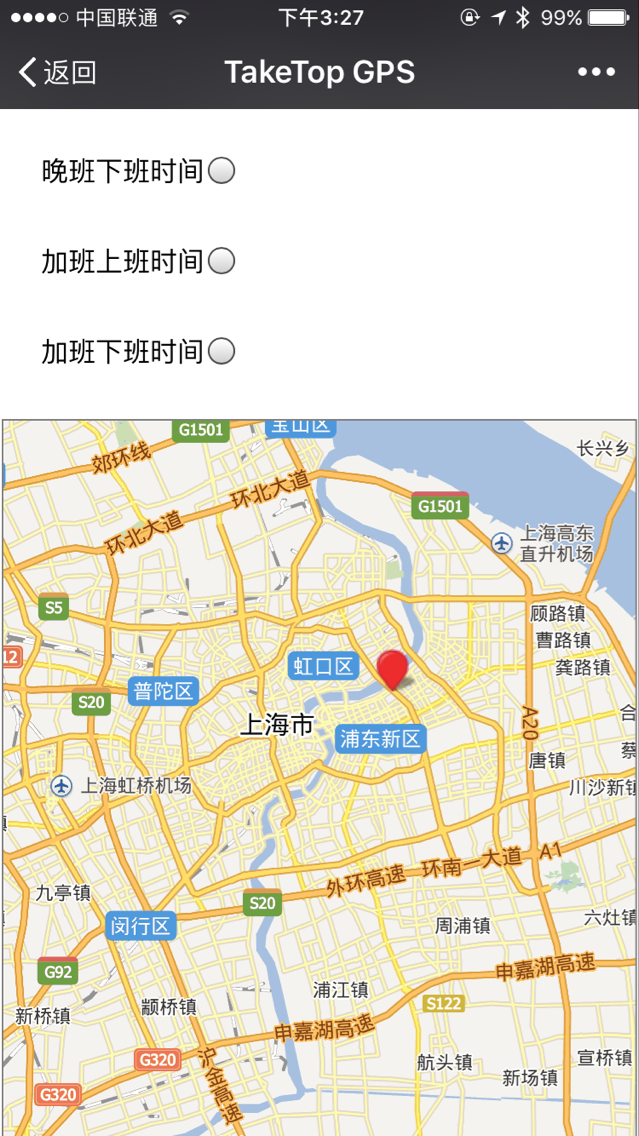 中国联通 下午3:27 99%
返回 TakeTop GPS
晚班下班时间
加班上班时间
加班下班时间
G1501 宝山区
长兴乡
郊环线
环北大道
G1501
环北大道
上海高东
直升机场
S5
顾路镇
曹路镇
12 虹口区 龚路镇
普陀区
S20
上海市 浦东新区 A20
唐镇
上海虹桥机场 川沙新镇
外环高速 环南一大道 A1
九亭镇
S20
闵行区 周浦镇 六灶镇
G92 申嘉湖高速
浦江镇
新桥镇 颛桥镇 S122
申嘉湖高速
G320 沪金高速 航头镇 宣桥镇
新场镇
G320